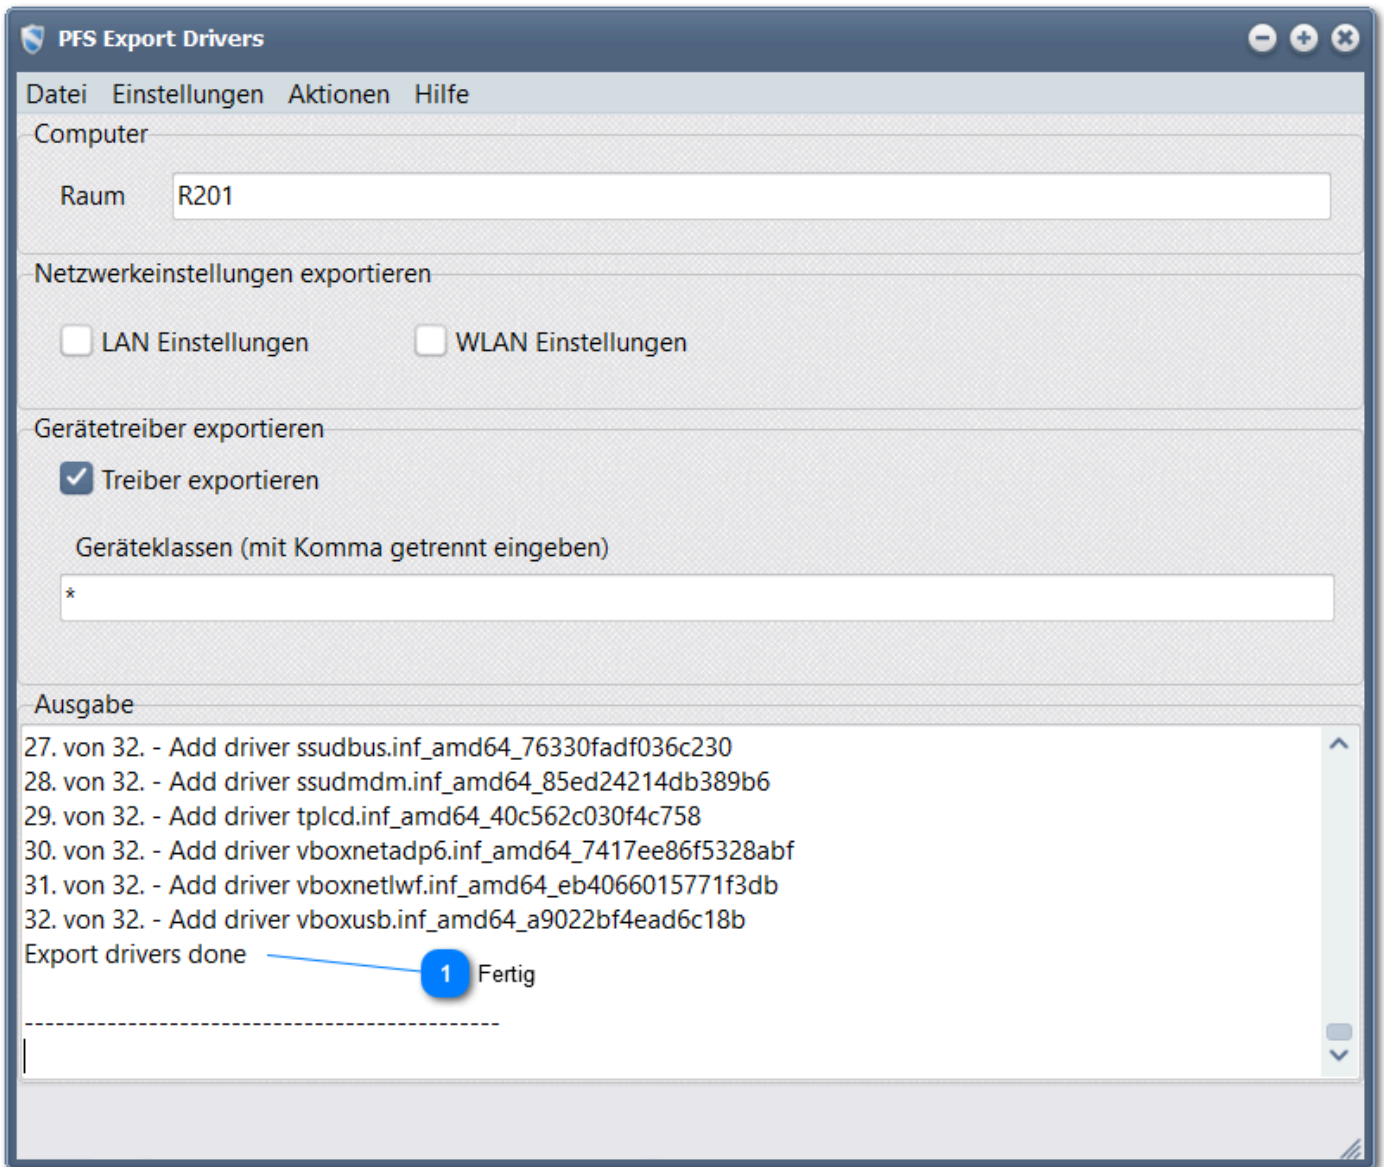 PFS Export Drivers
Datei Einstellungen Aktionen Hilfe
Computer
Raum R201
Netzwerkeinstellungen exportieren
LAN Einstellungen WLAN Einstellungen
Gerätetreiber exportieren
Treiber exportieren
Geräteklassen (mit Komma getrennt eingeben)
*
Ausgabe
27. von 32. - Add driver ssudbus.inf_amd64_76330fadf036c230
28. von 32. - Add driver ssudmdm.inf_amd64_85ed24214db389b6
29. von 32. - Add driver tplcd.inf_amd64_40c562c030f4c758
30. von 32. - Add driver vboxnetadp6.inf_amd64_7417ee86f5328abf
31. von 32. - Add driver vboxnetlwf.inf_amd64_eb4066015771f3db
32. von 32. - Add driver vboxusb.inf_amd64_a9022bf4ead6c18b
Export drivers done
1 Fertig
----------------------------------------------